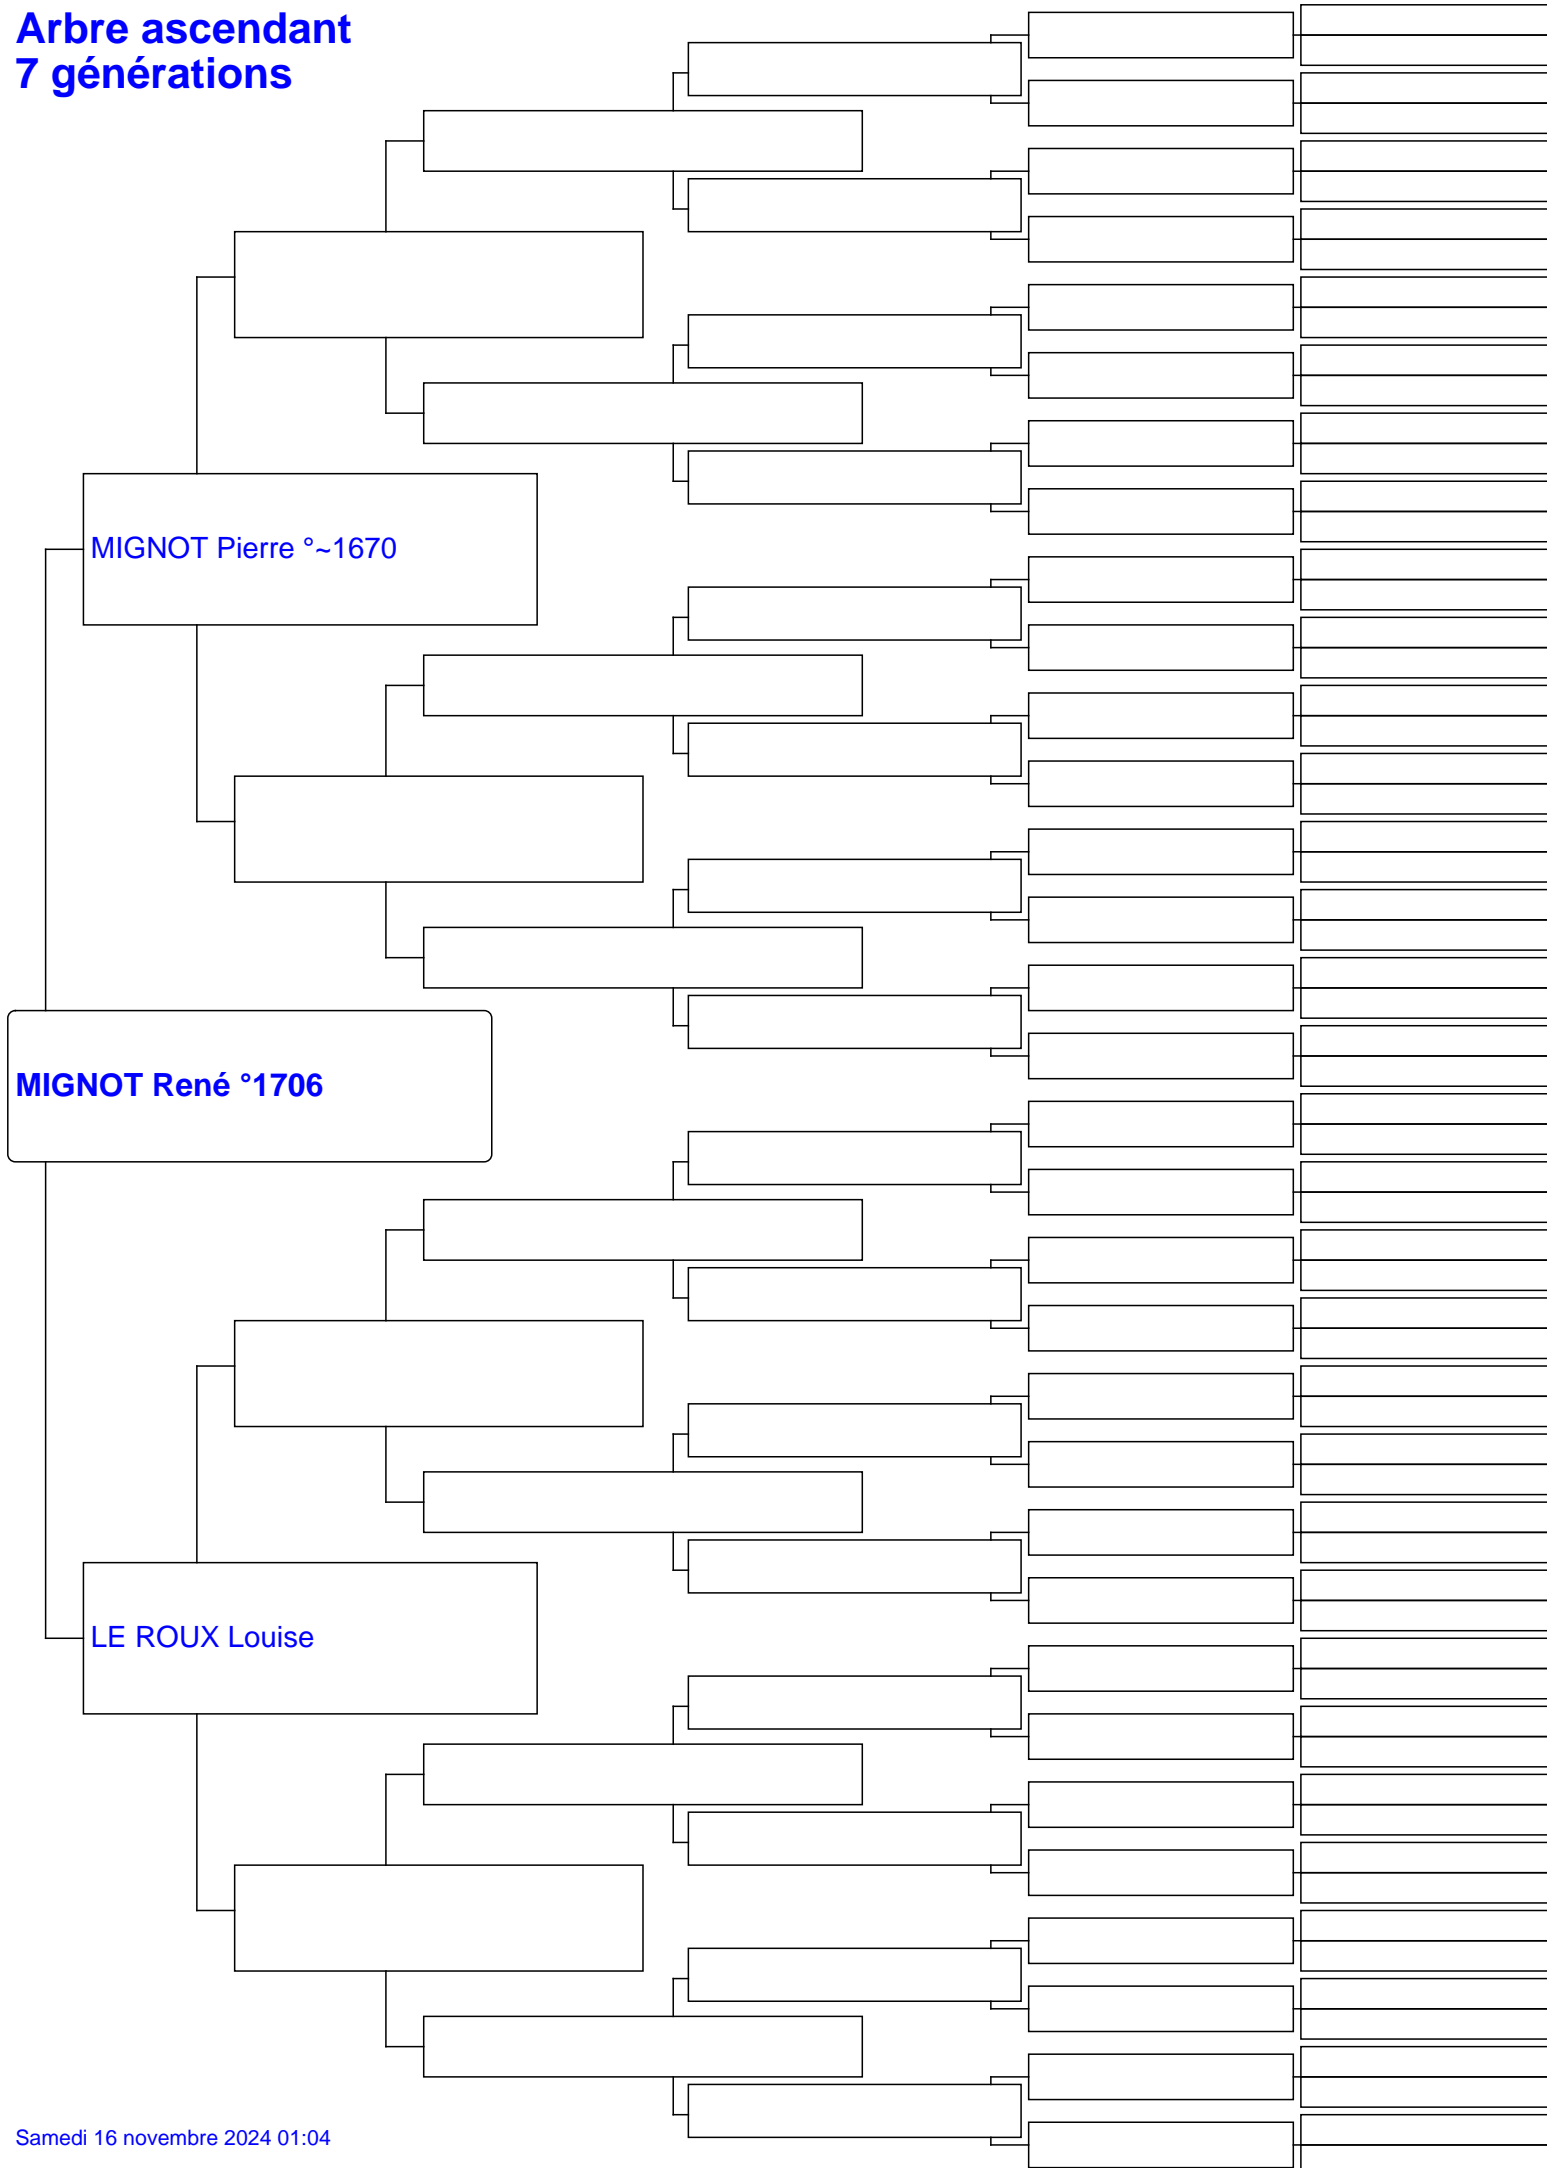 Arbre ascendant
7 générations
MIGNOT Pierre °~1670
MIGNOT René °1706
LE ROUX Louise
Samedi 16 novembre 2024 01:04